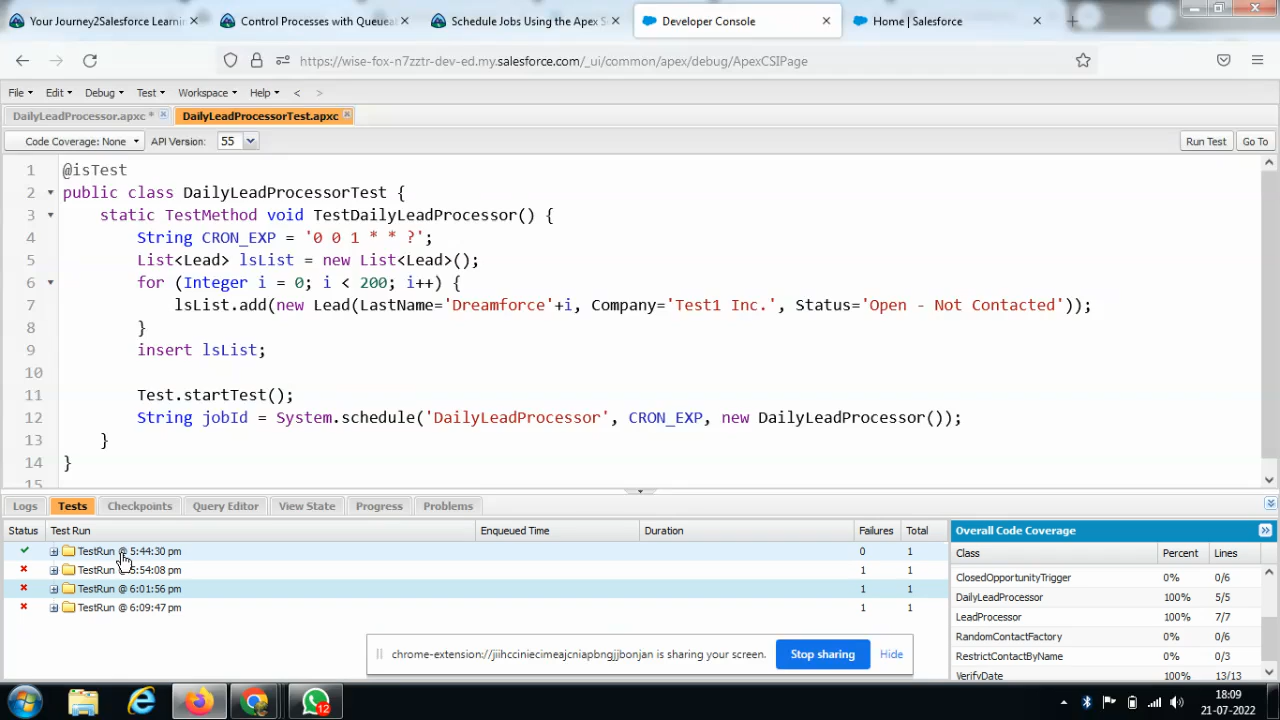 Your Journey2Salesforce Learnin
Control Processes with Queueal
Schedule Jobs Using the Apex S
Developer Console
Home | Salesforce
https://wise-fox-n7zztr-dev-ed.my.salesforce.com/_ui/common/apex/debug/ApexCSIPage
File Edit Debug Test Workspace Help < >
DailyLeadProcessor.apxc * DailyLeadProcessorTest.apxc
Code Coverage: None API Version: 55 Run Test Go To
1 @isTest
2 public class DailyLeadProcessorTest {
3 static TestMethod void TestDailyLeadProcessor() {
4 String CRON_EXP = '0 0 1 * * ?';
5 List<Lead> lsList = new List<Lead>();
6 for (Integer i = 0; i < 200; i++) {
7 lsList.add(new Lead(LastName='Dreamforce'+i, Company='Test1 Inc.', Status='Open - Not Contacted'));
8 }
9 insert lsList;
10
11 Test.startTest();
12 String jobId = System.schedule('DailyLeadProcessor', CRON_EXP, new DailyLeadProcessor());
13 }
14 }
15
Logs Tests Checkpoints Query Editor View State Progress Problems
Status Test Run Enqueued Time Duration Failures Total
TestRun @ 5:44:30 pm 0 1
TestRun @ 5:54:08 pm 1 1
TestRun @ 6:01:56 pm 1 1
TestRun @ 6:09:47 pm 1 1
Overall Code Coverage
Class Percent Lines
ClosedOpportunityTrigger 0% 0/6
DailyLeadProcessor 100% 5/5
LeadProcessor 100% 7/7
RandomContactFactory 0% 0/6
RestrictContactByName 0% 0/3
VerifyDate 100% 13/13
chrome-extension://jiihcciniecimeajcniapbngjjbonjan is sharing your screen. Stop sharing Hide
12
18:09
21-07-2022